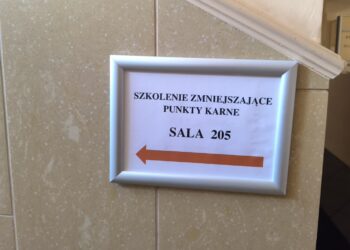 SZKOLENIE ZMNIEJSZAJĄCE
PUNKTY KARNE
SALA 205